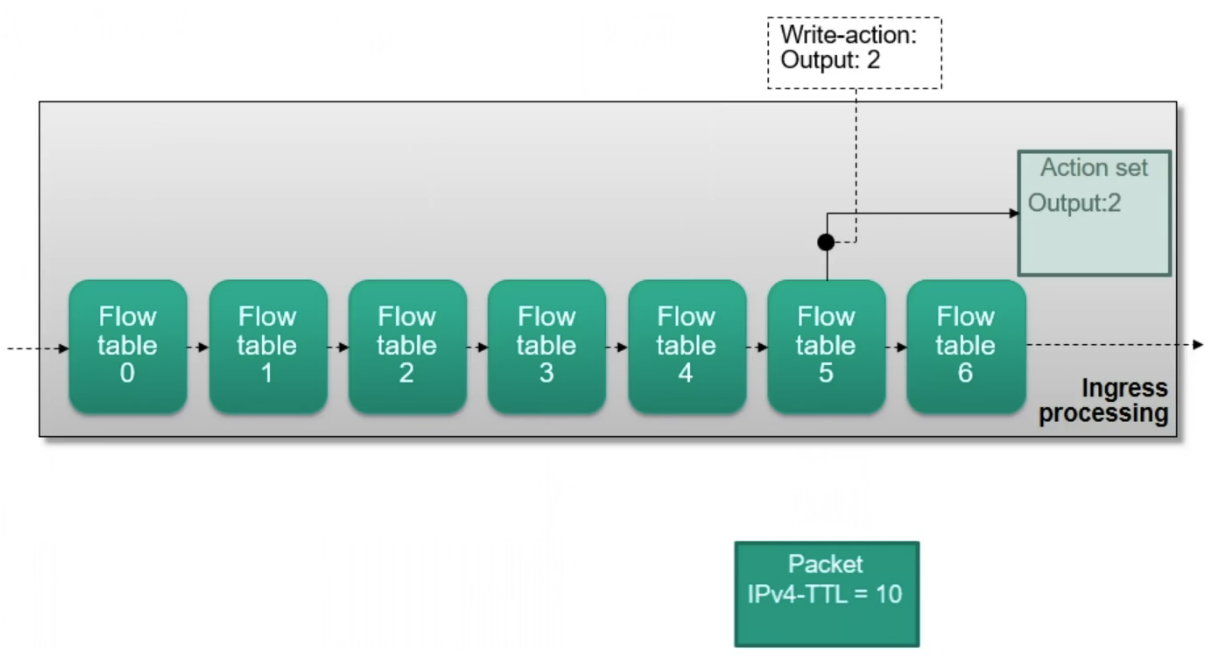 Write-action:
Output: 2
Action set
Output:2
Flow
table
0
Flow
table
1
Flow
table
2
Flow
table
3
Flow
table
4
Flow
table
5
Flow
table
6
Ingress
processing
Packet
IPv4-TTL = 10